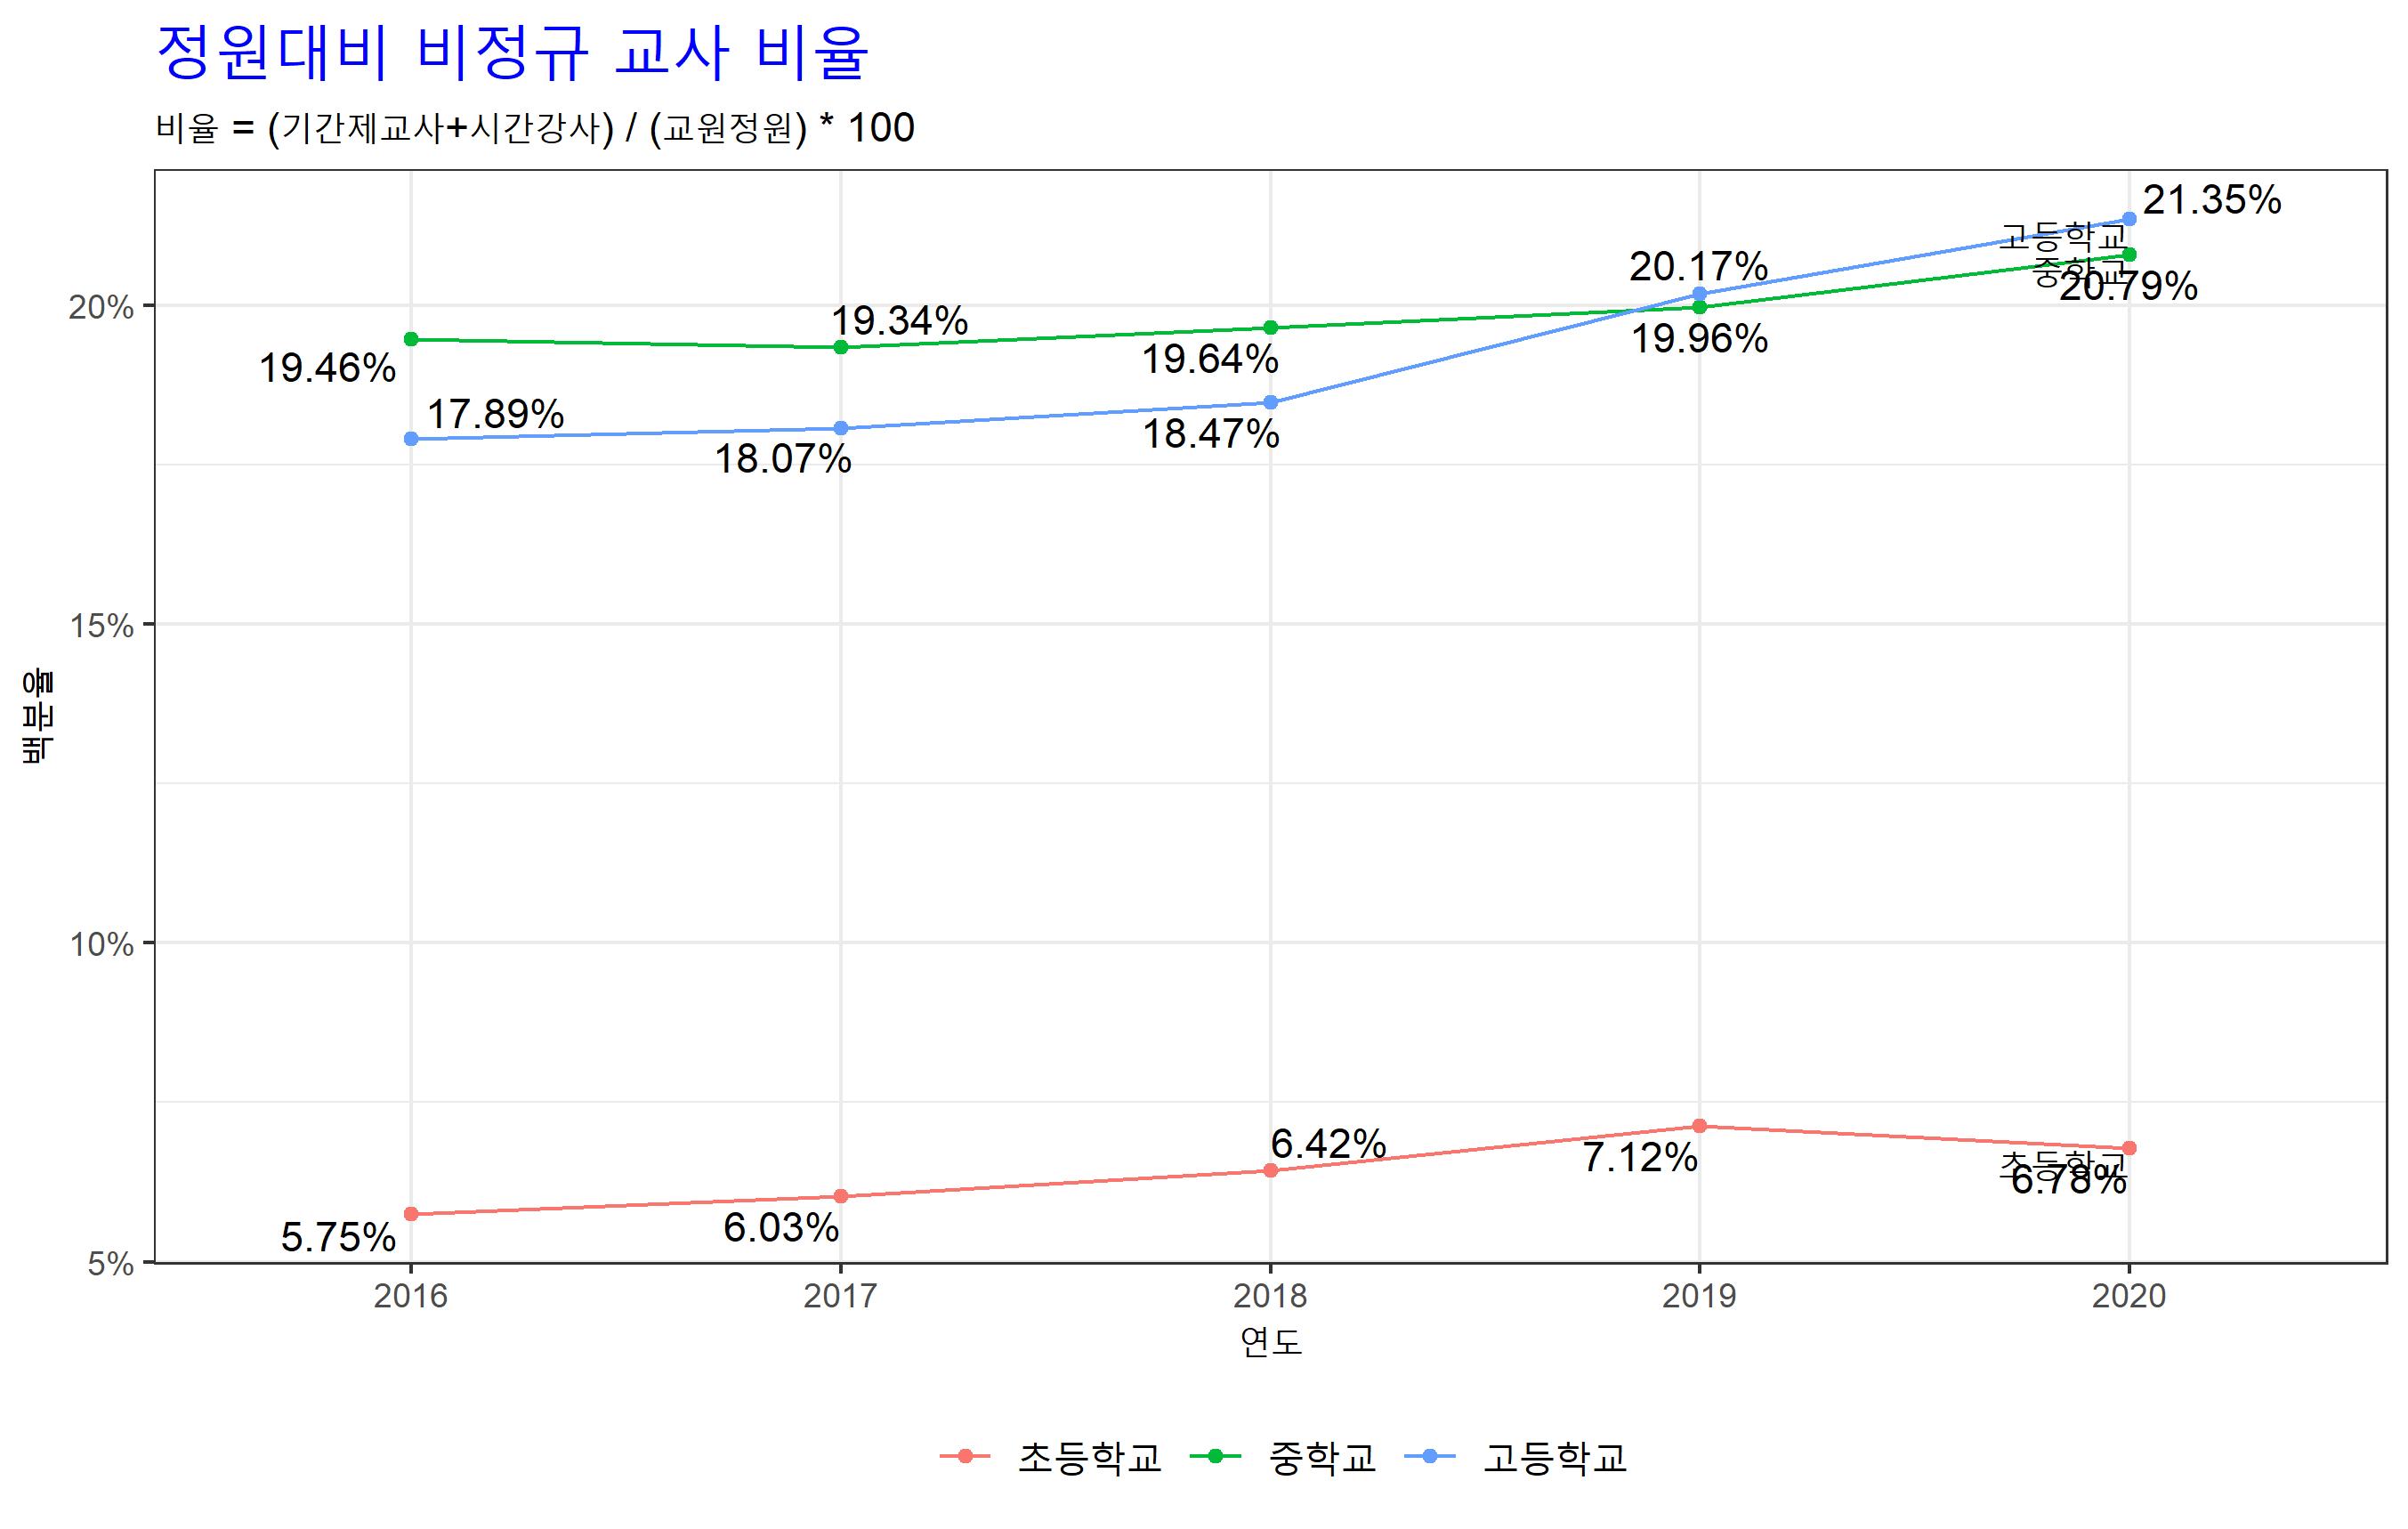 정원대비 비정규 교사 비율
비율 = (기간제교사+시간강사) / (교원정원) * 100
21.35%
고등학교
20.17%
중학교
20.79%
20%
19.34%
19.96%
19.46%
19.64%
17.89%
18.47%
18.07%
15%
백분율
10%
6.42%
7.12%
초등학교
6.78%
6.03%
5.75%
5%
2016 2017 2018 2019 2020
연도
초등학교 중학교 고등학교